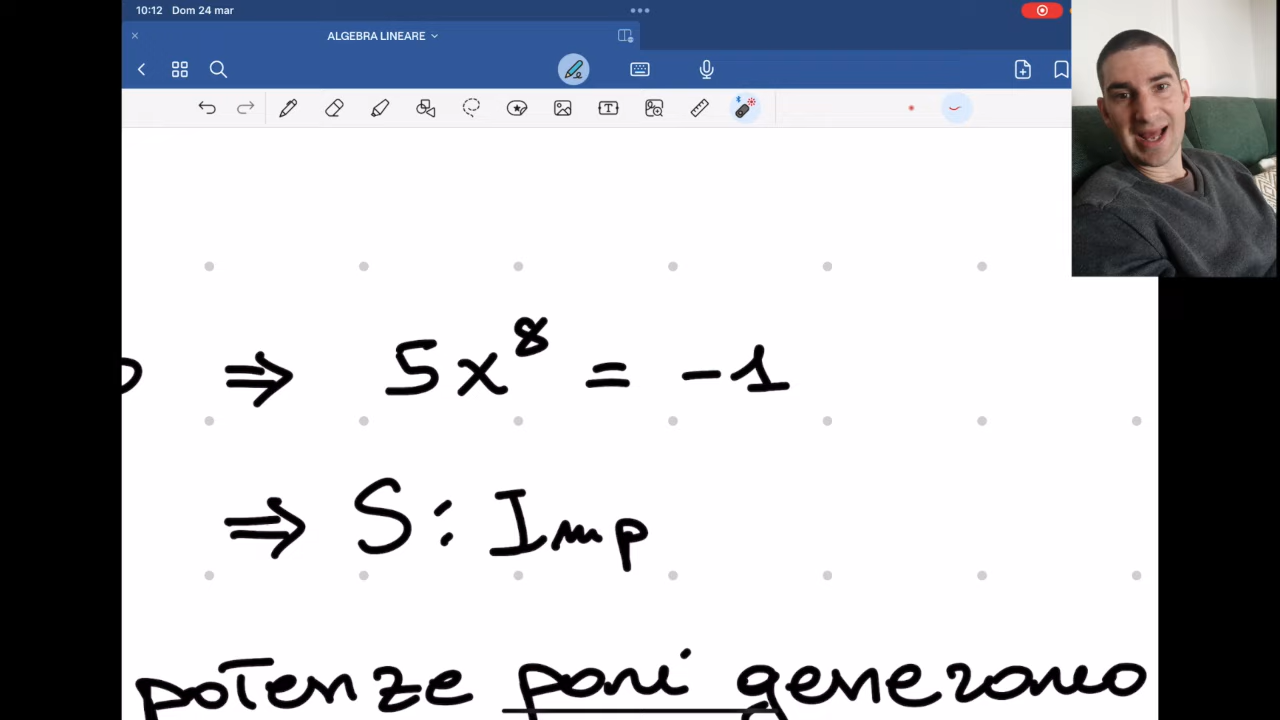 10:12 Dom 24 mar
ALGEBRA LINEARE
⇒ 5x⁸ = -1
⇒ S: Imp
potenze pari generano